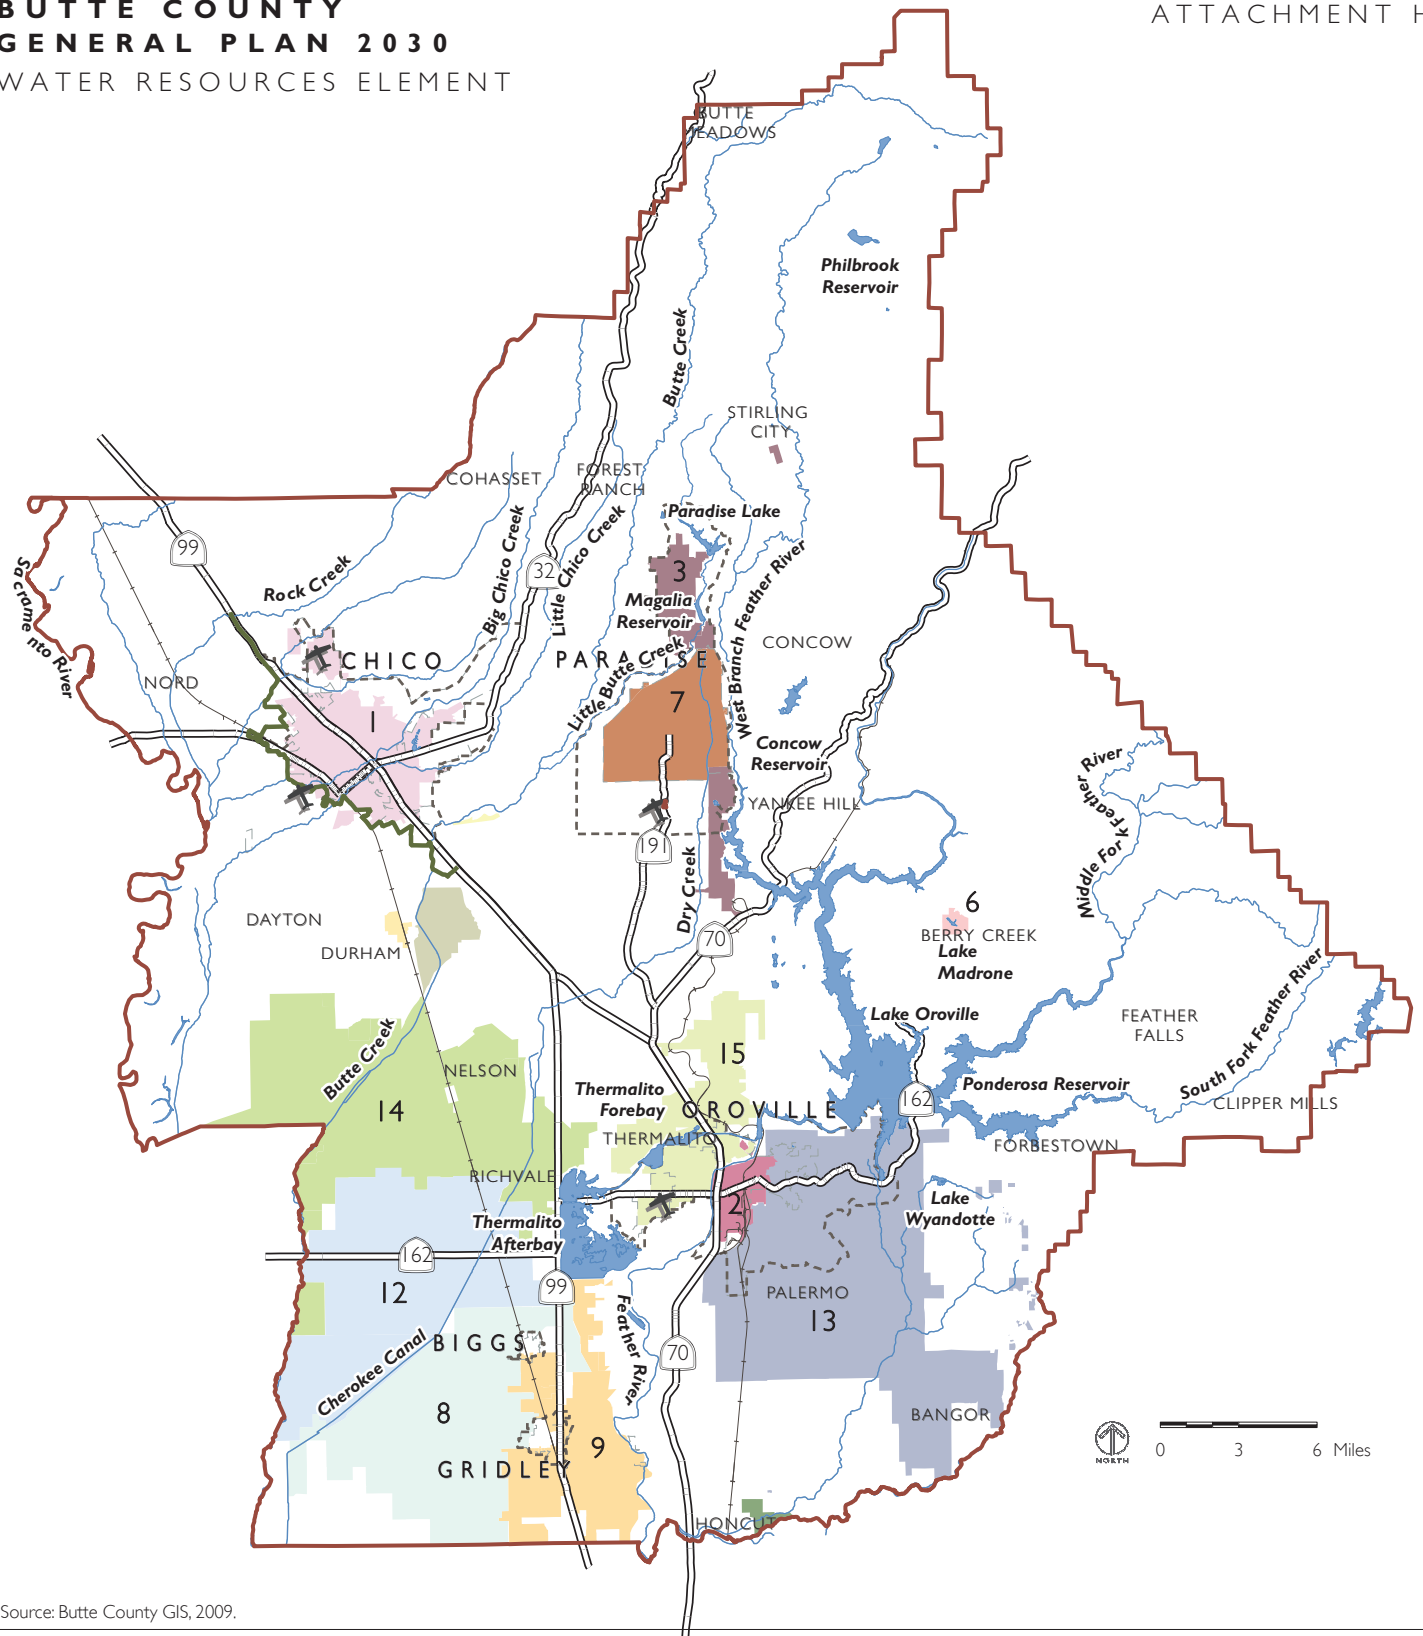 BUTTE COUNTY
GENERAL PLAN 2030
WATER RESOURCES ELEMENT
ATTACHMENT H
BUTTE
MEADOWS
Philbrook
Reservoir
Butte Creek
STIRLING
CITY
COHASSET
FOREST
RANCH
Paradise Lake
99
32
3
Rock Creek
Big Chico Creek
Little Chico Creek
Sacramento River
Magalia
Reservoir
West Branch Feather River
CONCOW
CHICO
PARADISE
Little Butte Creek
NORD
1
7
Concow
Reservoir
YANKEE HILL
Middle Fork Feather River
191
Dry Creek
6
BERRY CREEK
Lake
Madrone
DAYTON
DURHAM
70
Lake Oroville
FEATHER
FALLS
South Fork Feather River
15
Butte Creek
NELSON
14
Thermalito
Forebay
OROVILLE
THERMALITO
162
Ponderosa Reservoir
CLIPPER MILLS
FORBESTOWN
RICHVALE
2
Lake
Wyandotte
Thermalito
Afterbay
162
12
99
PALERMO
13
Feather River
BIGGS
Cherokee Canal
70
8
9
GRIDLEY
BANGOR
HONCUT
NORTH
0 3 6 Miles
Source: Butte County GIS, 2009.